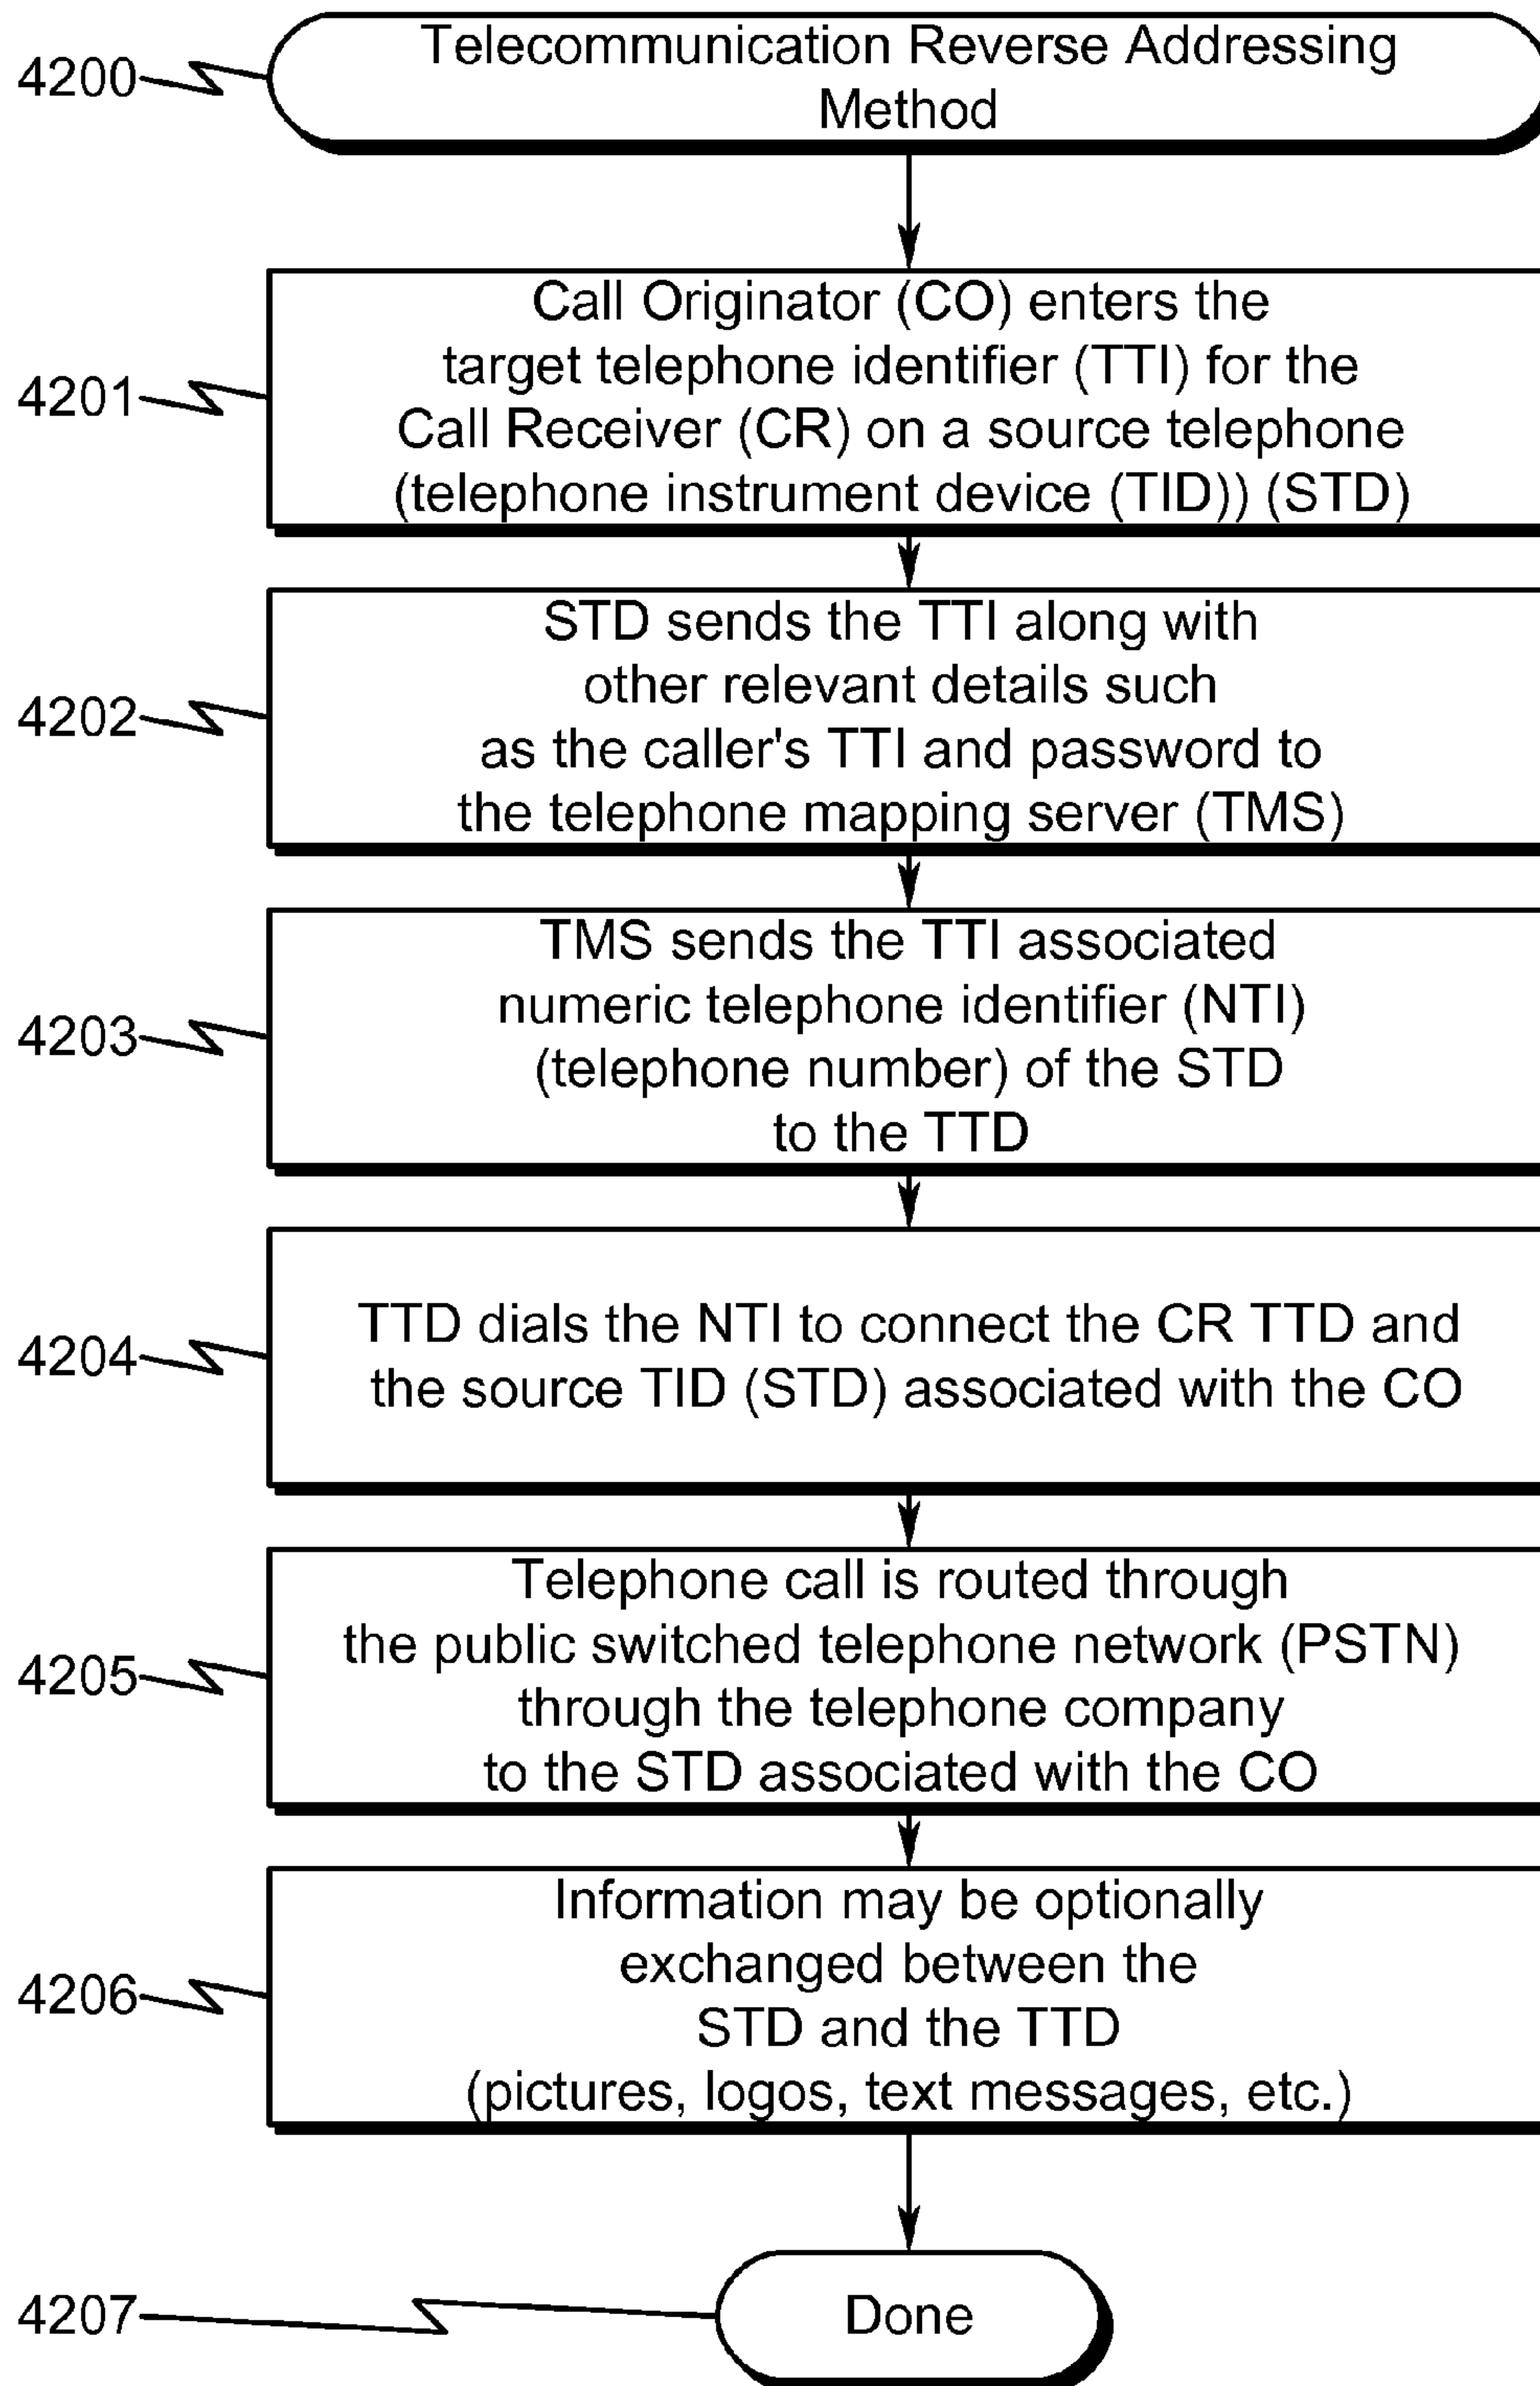 4200
Telecommunication Reverse Addressing
Method
4201
Call Originator (CO) enters the
target telephone identifier (TTI) for the
Call Receiver (CR) on a source telephone
(telephone instrument device (TID)) (STD)
4202
STD sends the TTI along with
other relevant details such
as the caller's TTI and password to
the telephone mapping server (TMS)
4203
TMS sends the TTI associated
numeric telephone identifier (NTI)
(telephone number) of the STD
to the TTD
4204
TTD dials the NTI to connect the CR TTD and
the source TID (STD) associated with the CO
4205
Telephone call is routed through
the public switched telephone network (PSTN)
through the telephone company
to the STD associated with the CO
4206
Information may be optionally
exchanged between the
STD and the TTD
(pictures, logos, text messages, etc.)
4207
Done